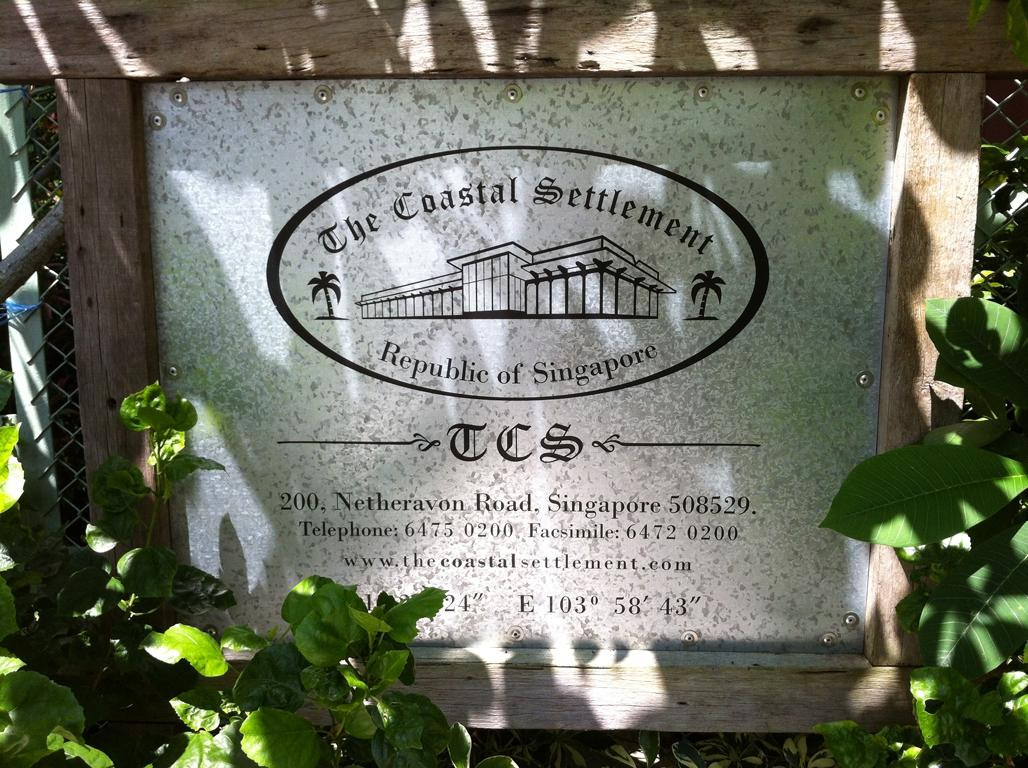 The Coastal Settlement
Republic of Singapore
TCS
200, Netheravon Road, Singapore 508529.
Telephone: 6475 0200, Facsimile: 6472 0200
www.thecoastalsettlement.com
24″ E 103° 58′ 43″